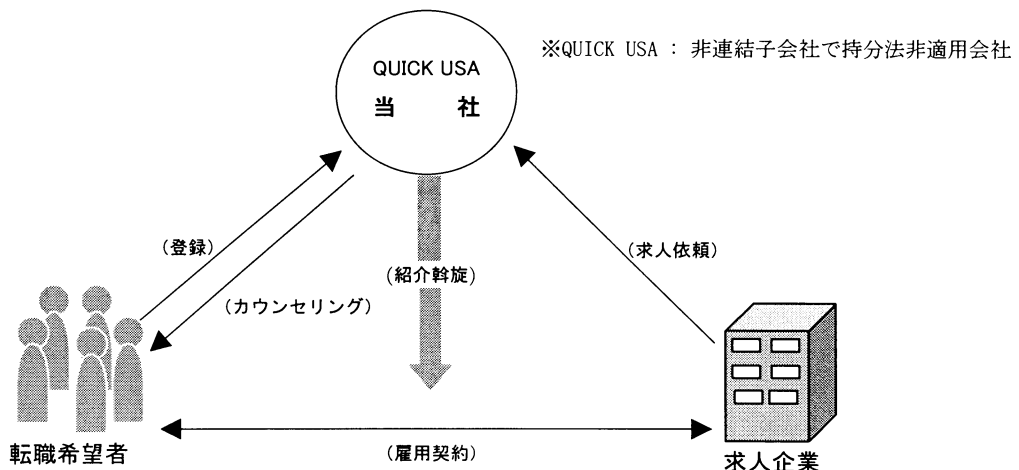 ※QUICK USA : 非連結子会社で持分法非適用会社
QUICK USA
当 社
(登録)
(カウンセリング)
(紹介斡旋)
(求人依頼)
(雇用契約)
転職希望者
求人企業